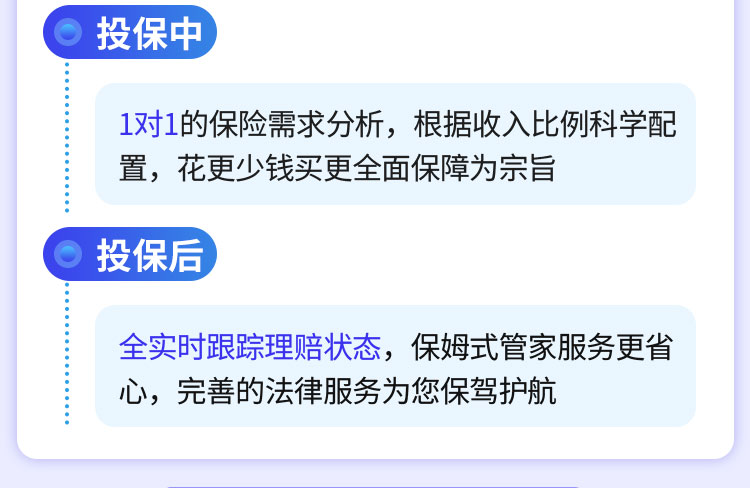 投保中
1对1的保险需求分析，根据收入比例科学配
置，花更少钱买更全面保障为宗旨
投保后
全实时跟踪理赔状态，保姆式管家服务更省
心，完善的法律服务为您保驾护航